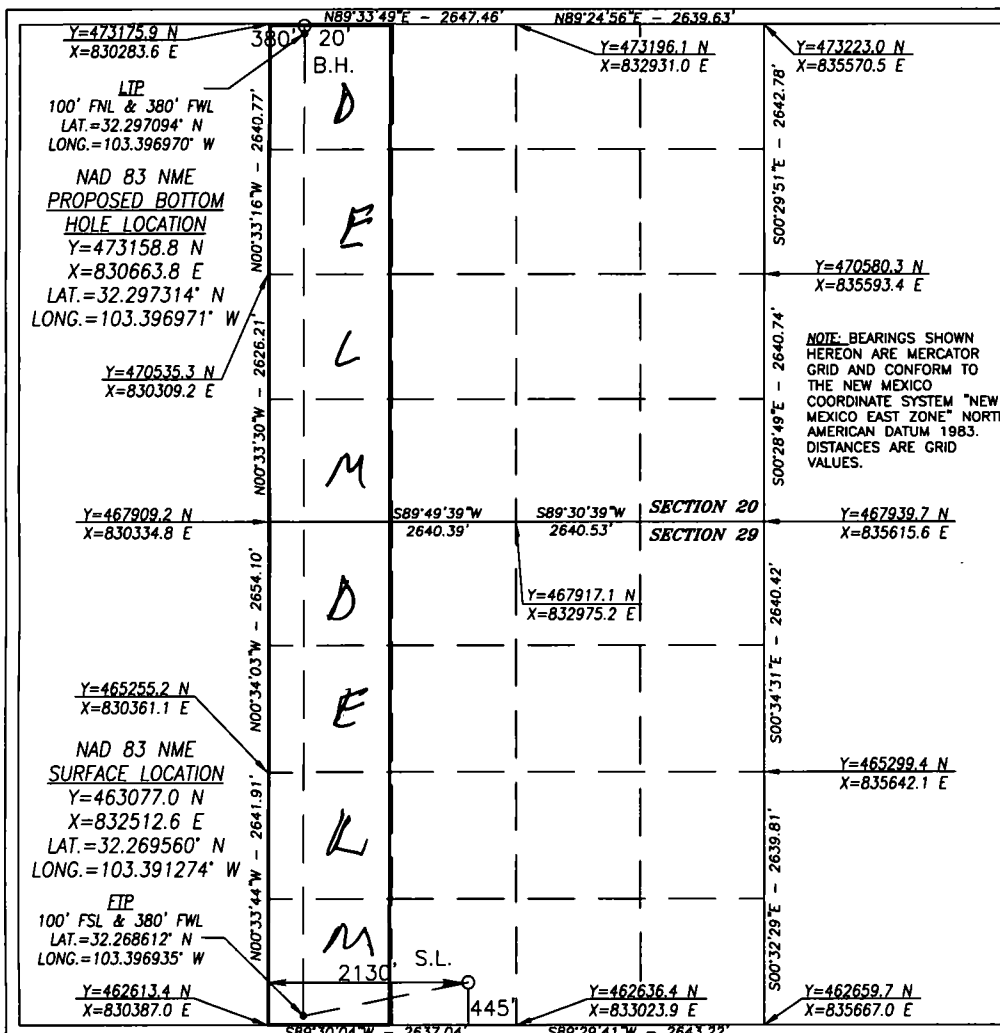 N89°33'49"E - 2647.46' N89°24'56"E - 2639.63'
Y=473175.9 N
X=830283.6 E
380' 20'
B.H.
Y=473196.1 N
X=832931.0 E
Y=473223.0 N
X=835570.5 E
LTP
100' FNL & 380' FWL
LAT.=32.297094° N
LONG.=103.396970° W
N00°33'16"W - 2640.77'
D
S00°29'51"E - 2642.78'
NAD 83 NME
PROPOSED BOTTOM
HOLE LOCATION
Y=473158.8 N
X=830663.8 E
LAT.=32.297314° N
LONG.=103.396971° W
E
Y=470580.3 N
X=835593.4 E
Y=470535.3 N
X=830309.2 E
N00°33'30"W - 2626.21'
L
M
S00°28'49"E - 2640.74'
NOTE: BEARINGS SHOWN
HEREON ARE MERCATOR
GRID AND CONFORM TO
THE NEW MEXICO
COORDINATE SYSTEM "NEW
MEXICO EAST ZONE" NORTH
AMERICAN DATUM 1983.
DISTANCES ARE GRID
VALUES.
Y=467909.2 N
X=830334.8 E
S89°49'39"W
2640.39'
S89°30'39"W
2640.53'
SECTION 20
SECTION 29
Y=467939.7 N
X=835615.6 E
Y=467917.1 N
X=832975.2 E
N00°34'03"W - 2654.10'
D
E
S00°34'31"E - 2640.42'
Y=465255.2 N
X=830361.1 E
Y=465299.4 N
X=835642.1 E
NAD 83 NME
SURFACE LOCATION
Y=463077.0 N
X=832512.6 E
LAT.=32.269560° N
LONG.=103.391274° W
N00°33'44"W - 2641.91'
L
M
S00°32'29"E - 2639.81'
FTP
100' FSL & 380' FWL
LAT.=32.268612° N
LONG.=103.396935° W
2130' S.L.
445'
Y=462613.4 N
X=830387.0 E
Y=462636.4 N
X=833023.9 E
Y=462659.7 N
X=835667.0 E
S89°30'04"W - 2637.04' S89°29'41"W - 2643.22'